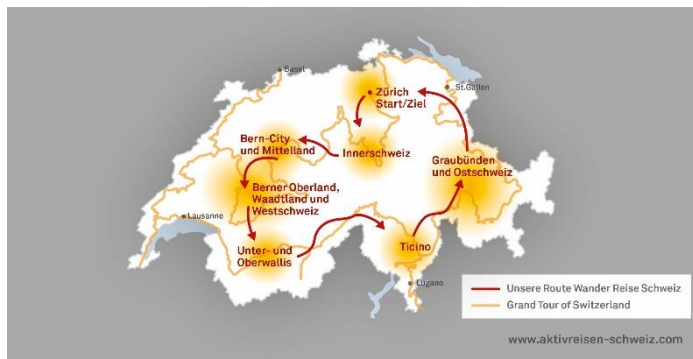 Basel
Zürich
Start/Ziel
St.Gallen
Bern-City
und Mittelland
Innerschweiz
Graubünden
und Ostschweiz
Berner Oberland,
Waadtland und
Westschweiz
Lausanne
Unter- und
Oberwallis
Ticino
Lugano
Unsere Route Wander Reise Schweiz
Grand Tour of Switzerland
www.aktivreisen-schweiz.com